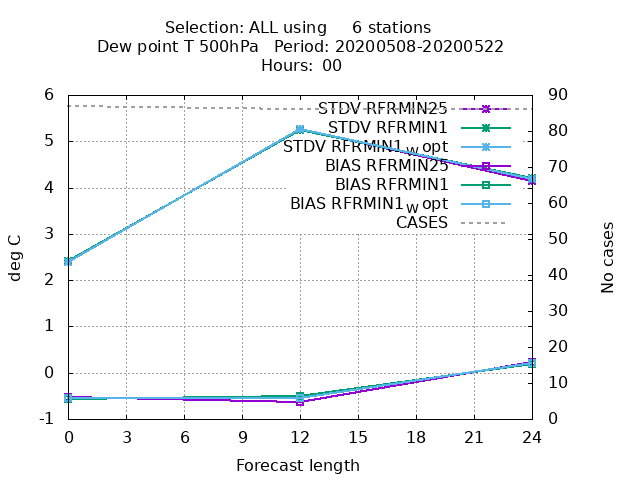 Selection: ALL using     6 stations
Dew point T 500hPa   Period: 20200508-20200522
Hours: 00
6
5
4
3
2
1
0
-1
90
80
70
60
50
40
30
20
10
0
STDV RFRMIN25
STDV RFRMIN1_w opt
STDV RFRMIN1
BIAS RFRMIN25
BIAS RFRMIN1
BIAS RFRMIN1_w opt
CASES
deg C
No cases
0 3 6 9 12 15 18 21 24
Forecast length